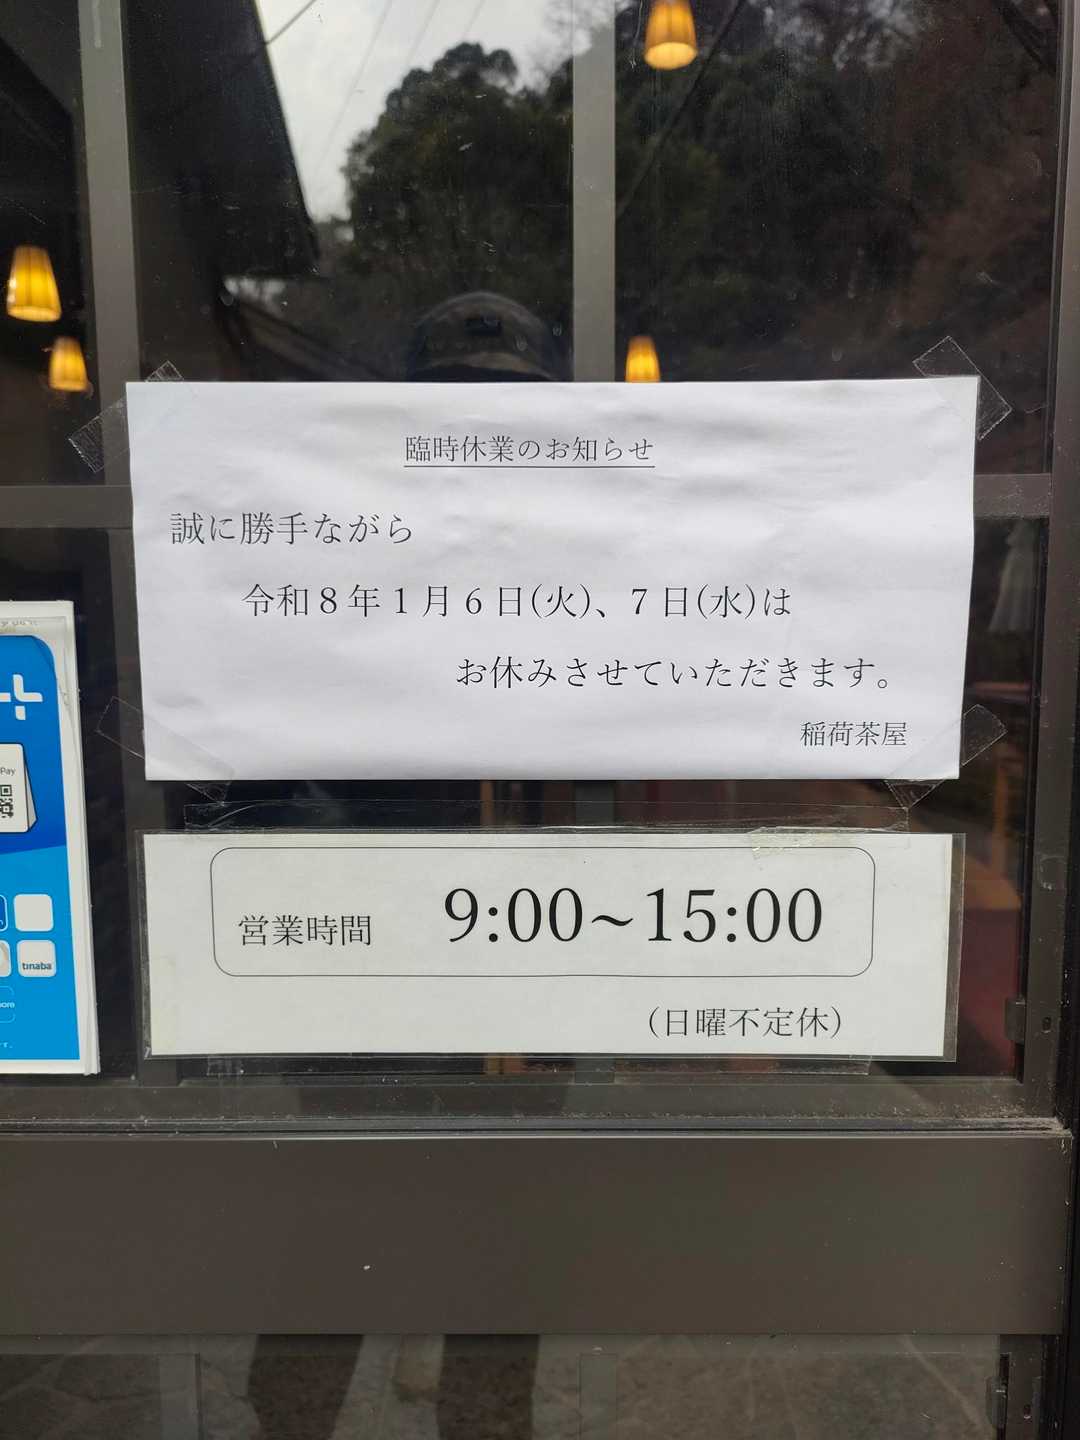 臨時休業のお知らせ
誠に勝手ながら
令和８年１月６日(火)、７日(水)は
お休みさせていただきます。
稲荷茶屋
Pay
営業時間 9:00~15:00
(日曜不定休)
tinaba